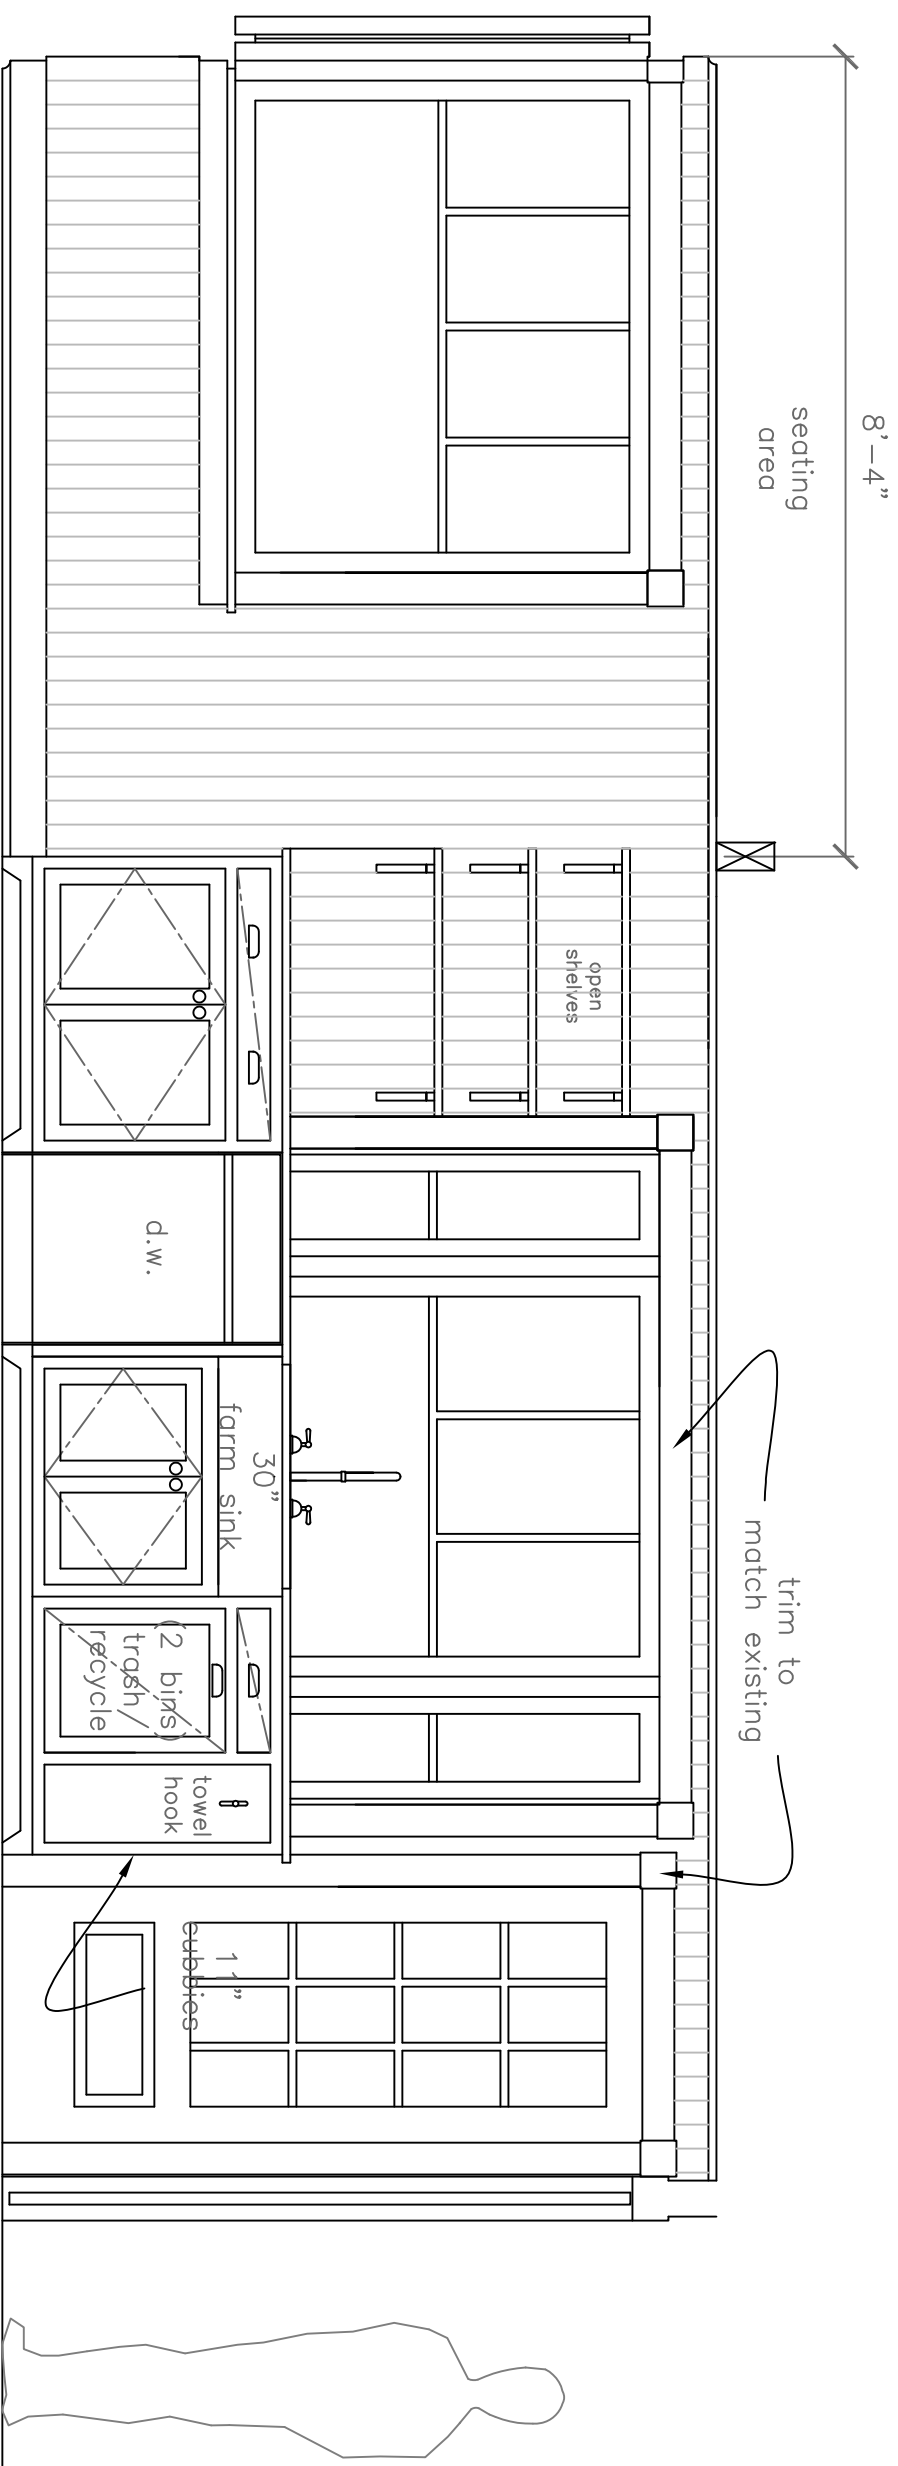 8'-4"
seating
area
open
shelves
trim to
match existing
d.w.
30"
farm sink
(2 bins)
trash/
recycle
towel
hook
11"
cubbies